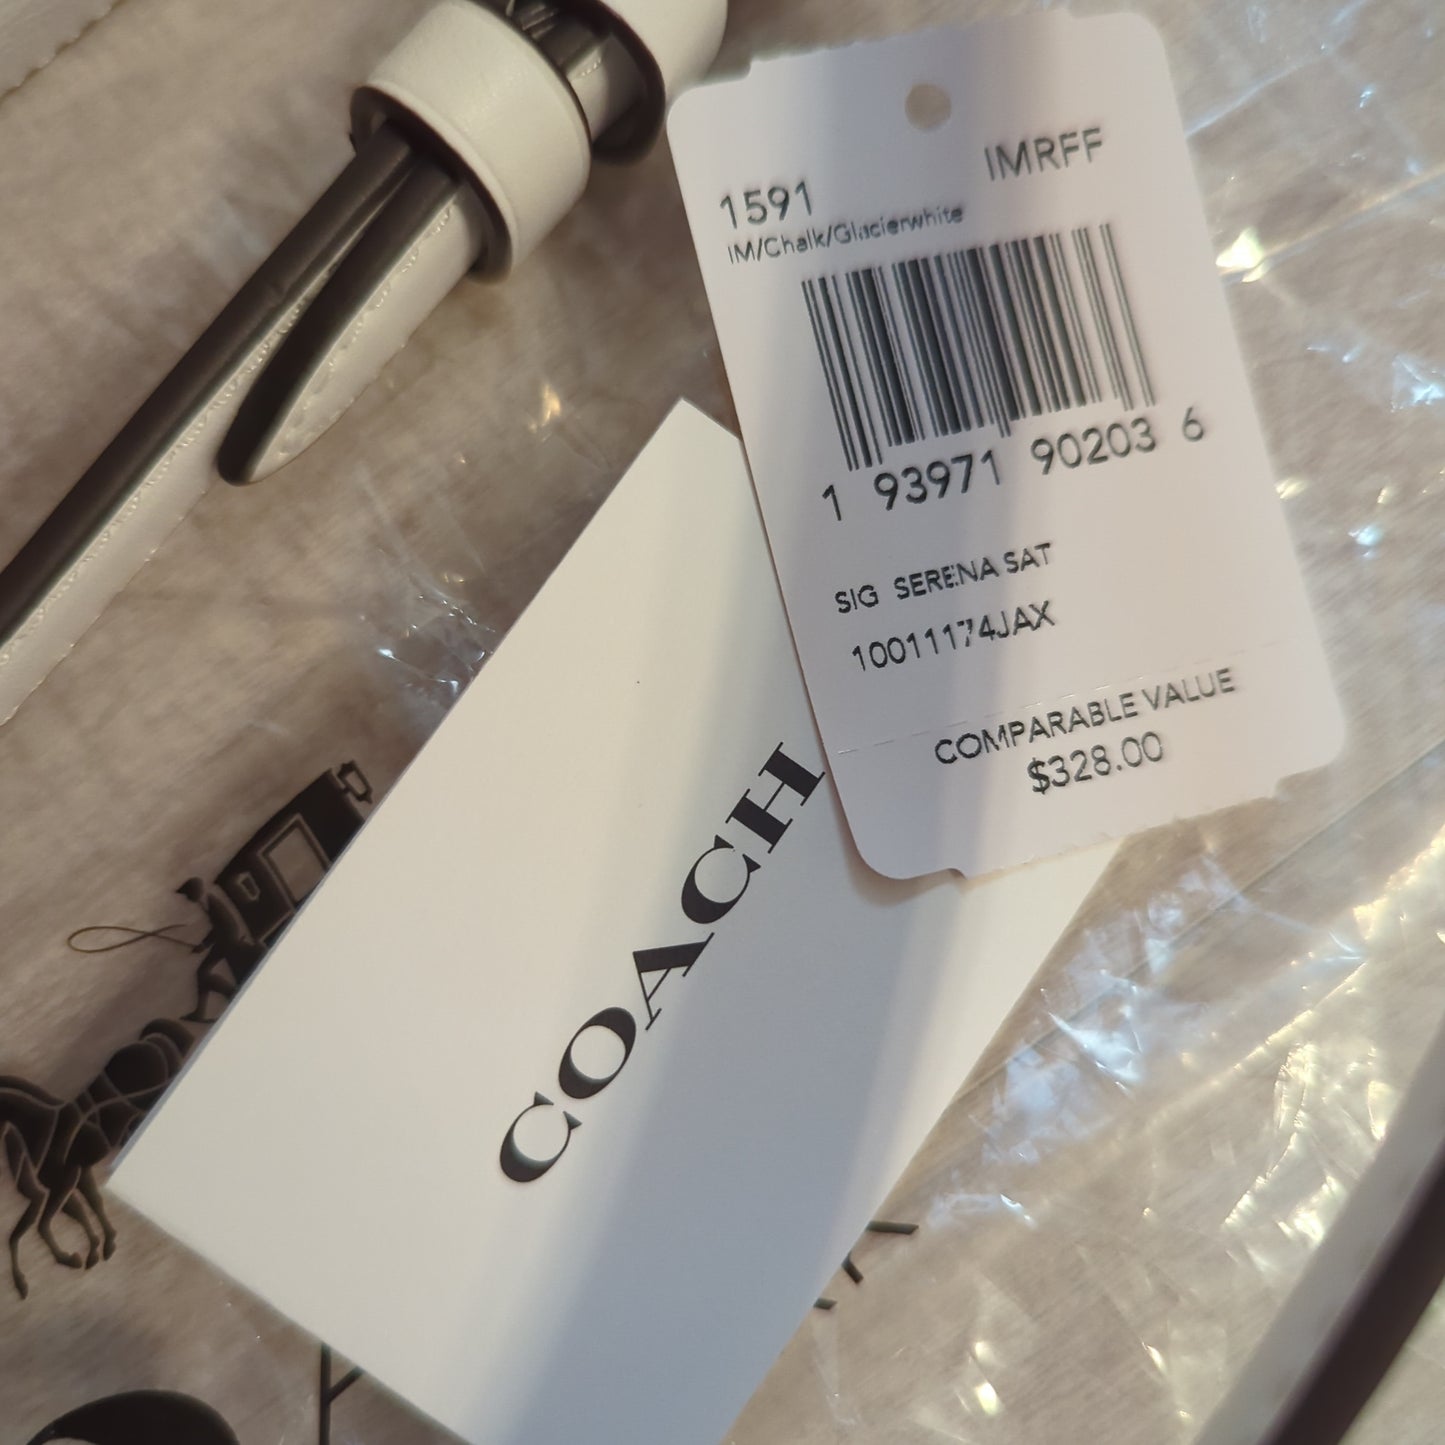 1591
IMRFF
IM/Chalk/Glacierwhite
1 93971 90203 6
SIG SERENA SAT
10011174JAX
COMPARABLE VALUE
$328.00
COACH